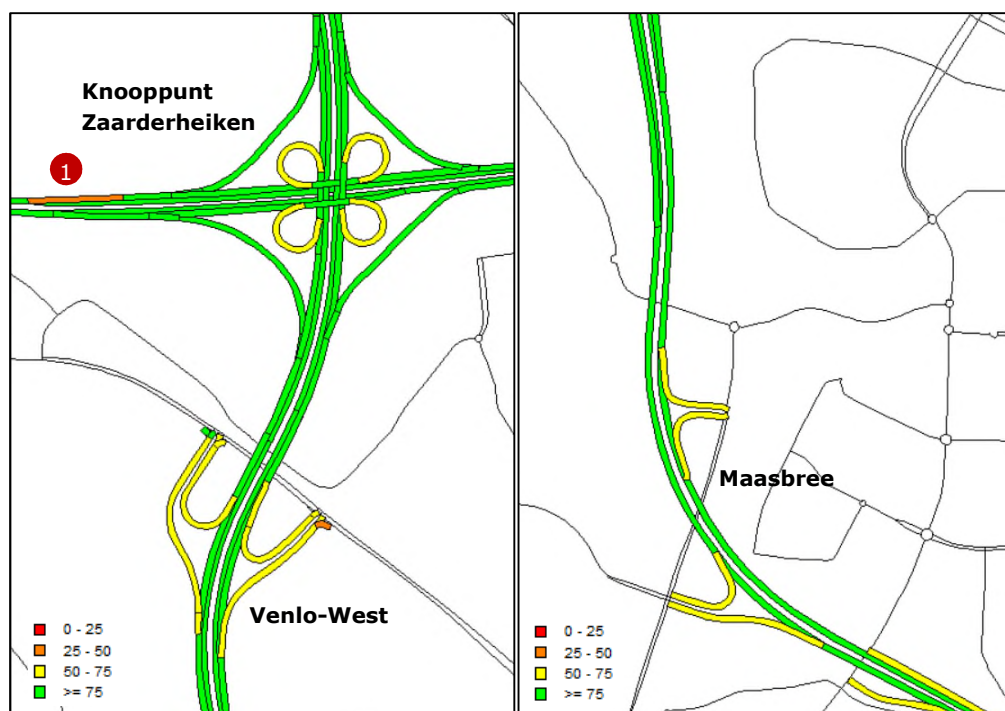 Knooppunt
Zaarderheiken
1
Venlo-West
0 - 25
25 - 50
50 - 75
>= 75
Maasbree
0 - 25
25 - 50
50 - 75
>= 75